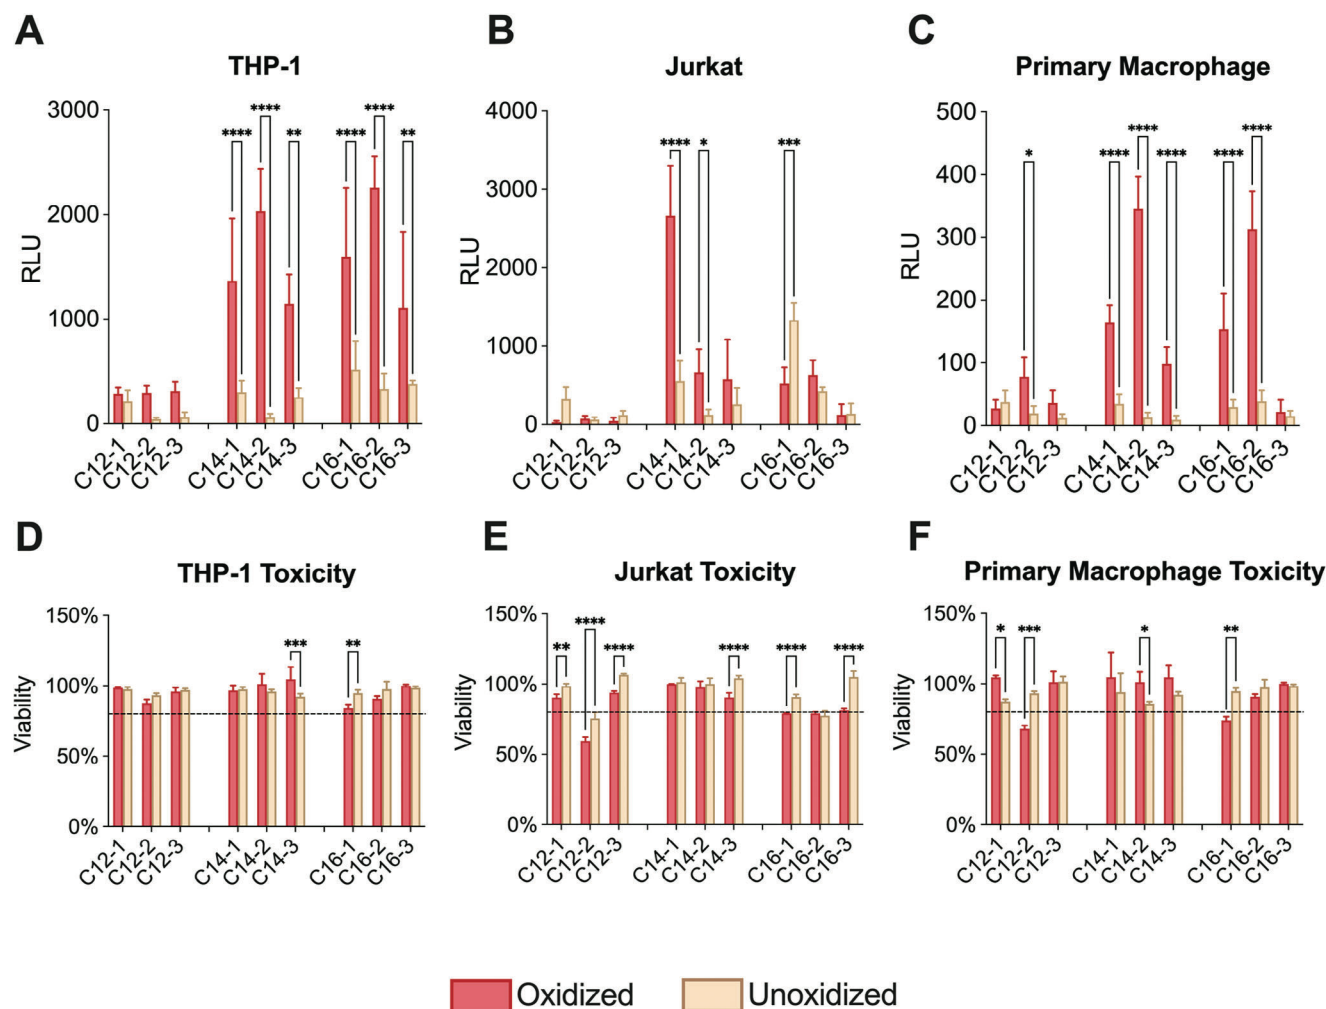 A
THP-1
RLU
3000
2000
1000
0
**** **** ** **** **** **
C12-1 C12-2 C12-3 C14-1 C14-2 C14-3 C16-1 C16-2 C16-3
B
Jurkat
RLU
4000
3000
2000
1000
0
**** * ***
C12-1 C12-2 C12-3 C14-1 C14-2 C14-3 C16-1 C16-2 C16-3
C
Primary Macrophage
RLU
500
400
300
200
100
0
* **** **** **** **** ****
C12-1 C12-2 C12-3 C14-1 C14-2 C14-3 C16-1 C16-2 C16-3
D
THP-1 Toxicity
Viability
150%
100%
50%
0%
*** **
C12-1 C12-2 C12-3 C14-1 C14-2 C14-3 C16-1 C16-2 C16-3
E
Jurkat Toxicity
Viability
150%
100%
50%
0%
** **** **** **** **** ****
C12-1 C12-2 C12-3 C14-1 C14-2 C14-3 C16-1 C16-2 C16-3
F
Primary Macrophage Toxicity
Viability
150%
100%
50%
0%
* *** * **
C12-1 C12-2 C12-3 C14-1 C14-2 C14-3 C16-1 C16-2 C16-3
Oxidized Unoxidized